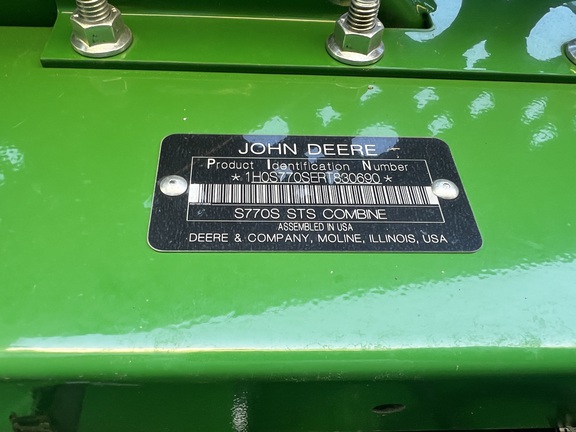 JOHN DEERE
Product Identification Number
*1H0S770SERT830690*
S770S STS COMBINE
ASSEMBLED IN USA
DEERE & COMPANY, MOLINE, ILLINOIS, USA